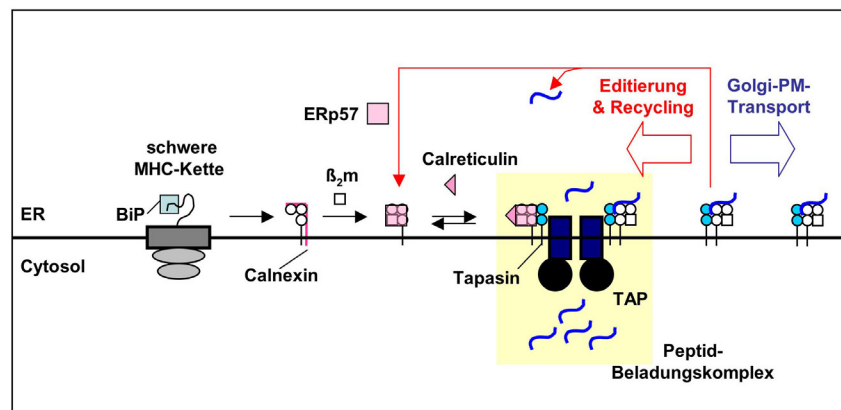 Editierung
& Recycling
Golgi-PM-
Transport
ERp57
schwere
MHC-Kette
Calreticulin
ß₂m
BiP
ER
Cytosol
Calnexin
Tapasin
TAP
Peptid-
Beladungskomplex